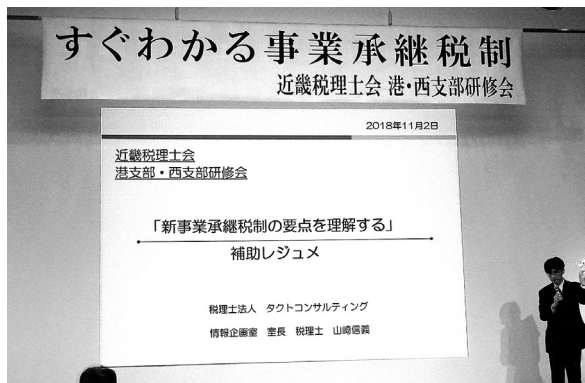 すぐわかる事業承継税制
近畿税理士会 港・西支部研修会
2018年11月2日
近畿税理士会
港支部・西支部研修会
「新事業承継税制の要点を理解する」
補助レジュメ
税理士法人 タクトコンサルティング
情報企画室 室長 税理士 山崎信義